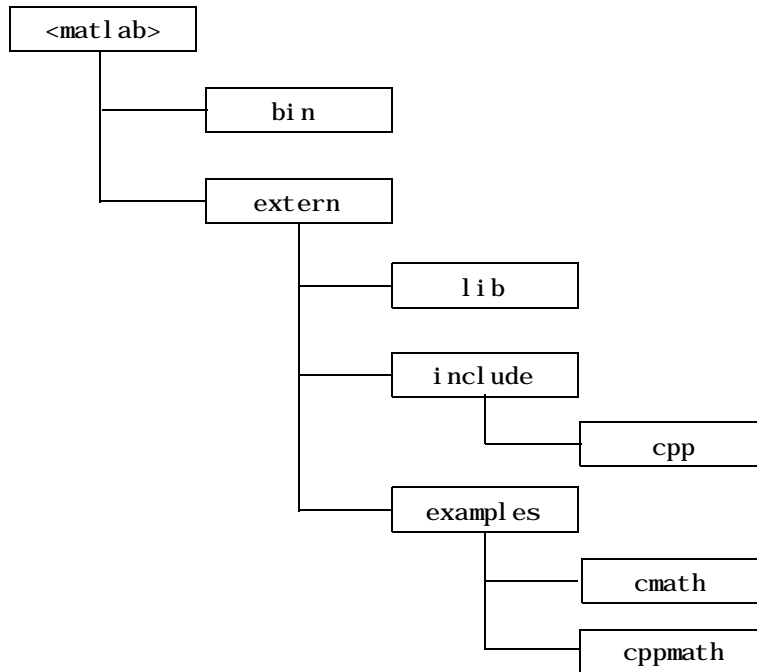 <matlab>
bin
extern
lib
include
cpp
examples
cmath
cppmath